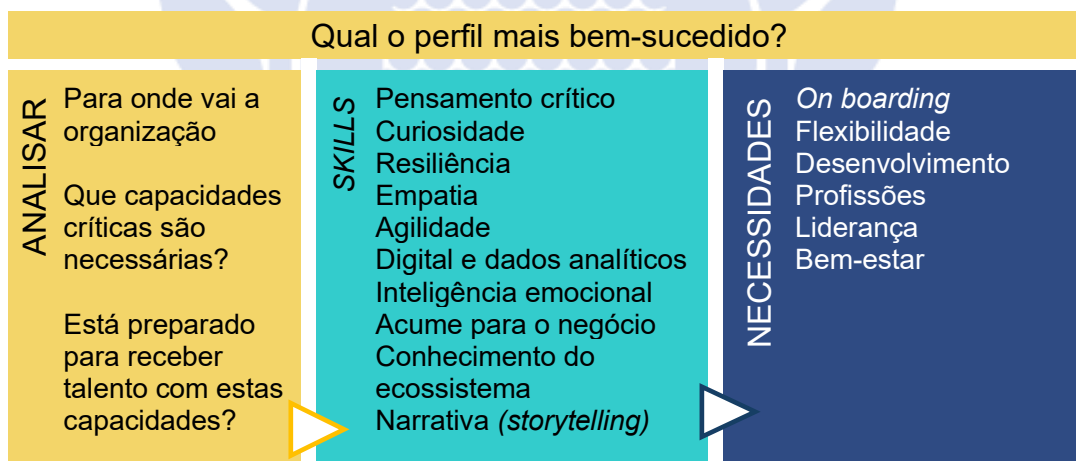 Qual o perfil mais bem-sucedido?
ANALISAR
Para onde vai a
organização
Que capacidades
críticas são
necessárias?
Está preparado
para receber
talento com estas
capacidades?
SKILLS
Pensamento crítico
Curiosidade
Resiliência
Empatia
Agilidade
Digital e dados analíticos
Inteligência emocional
Acume para o negócio
Conhecimento do
ecossistema
Narrativa (storytelling)
NECESSIDADES
On boarding
Flexibilidade
Desenvolvimento
Profissões
Liderança
Bem-estar